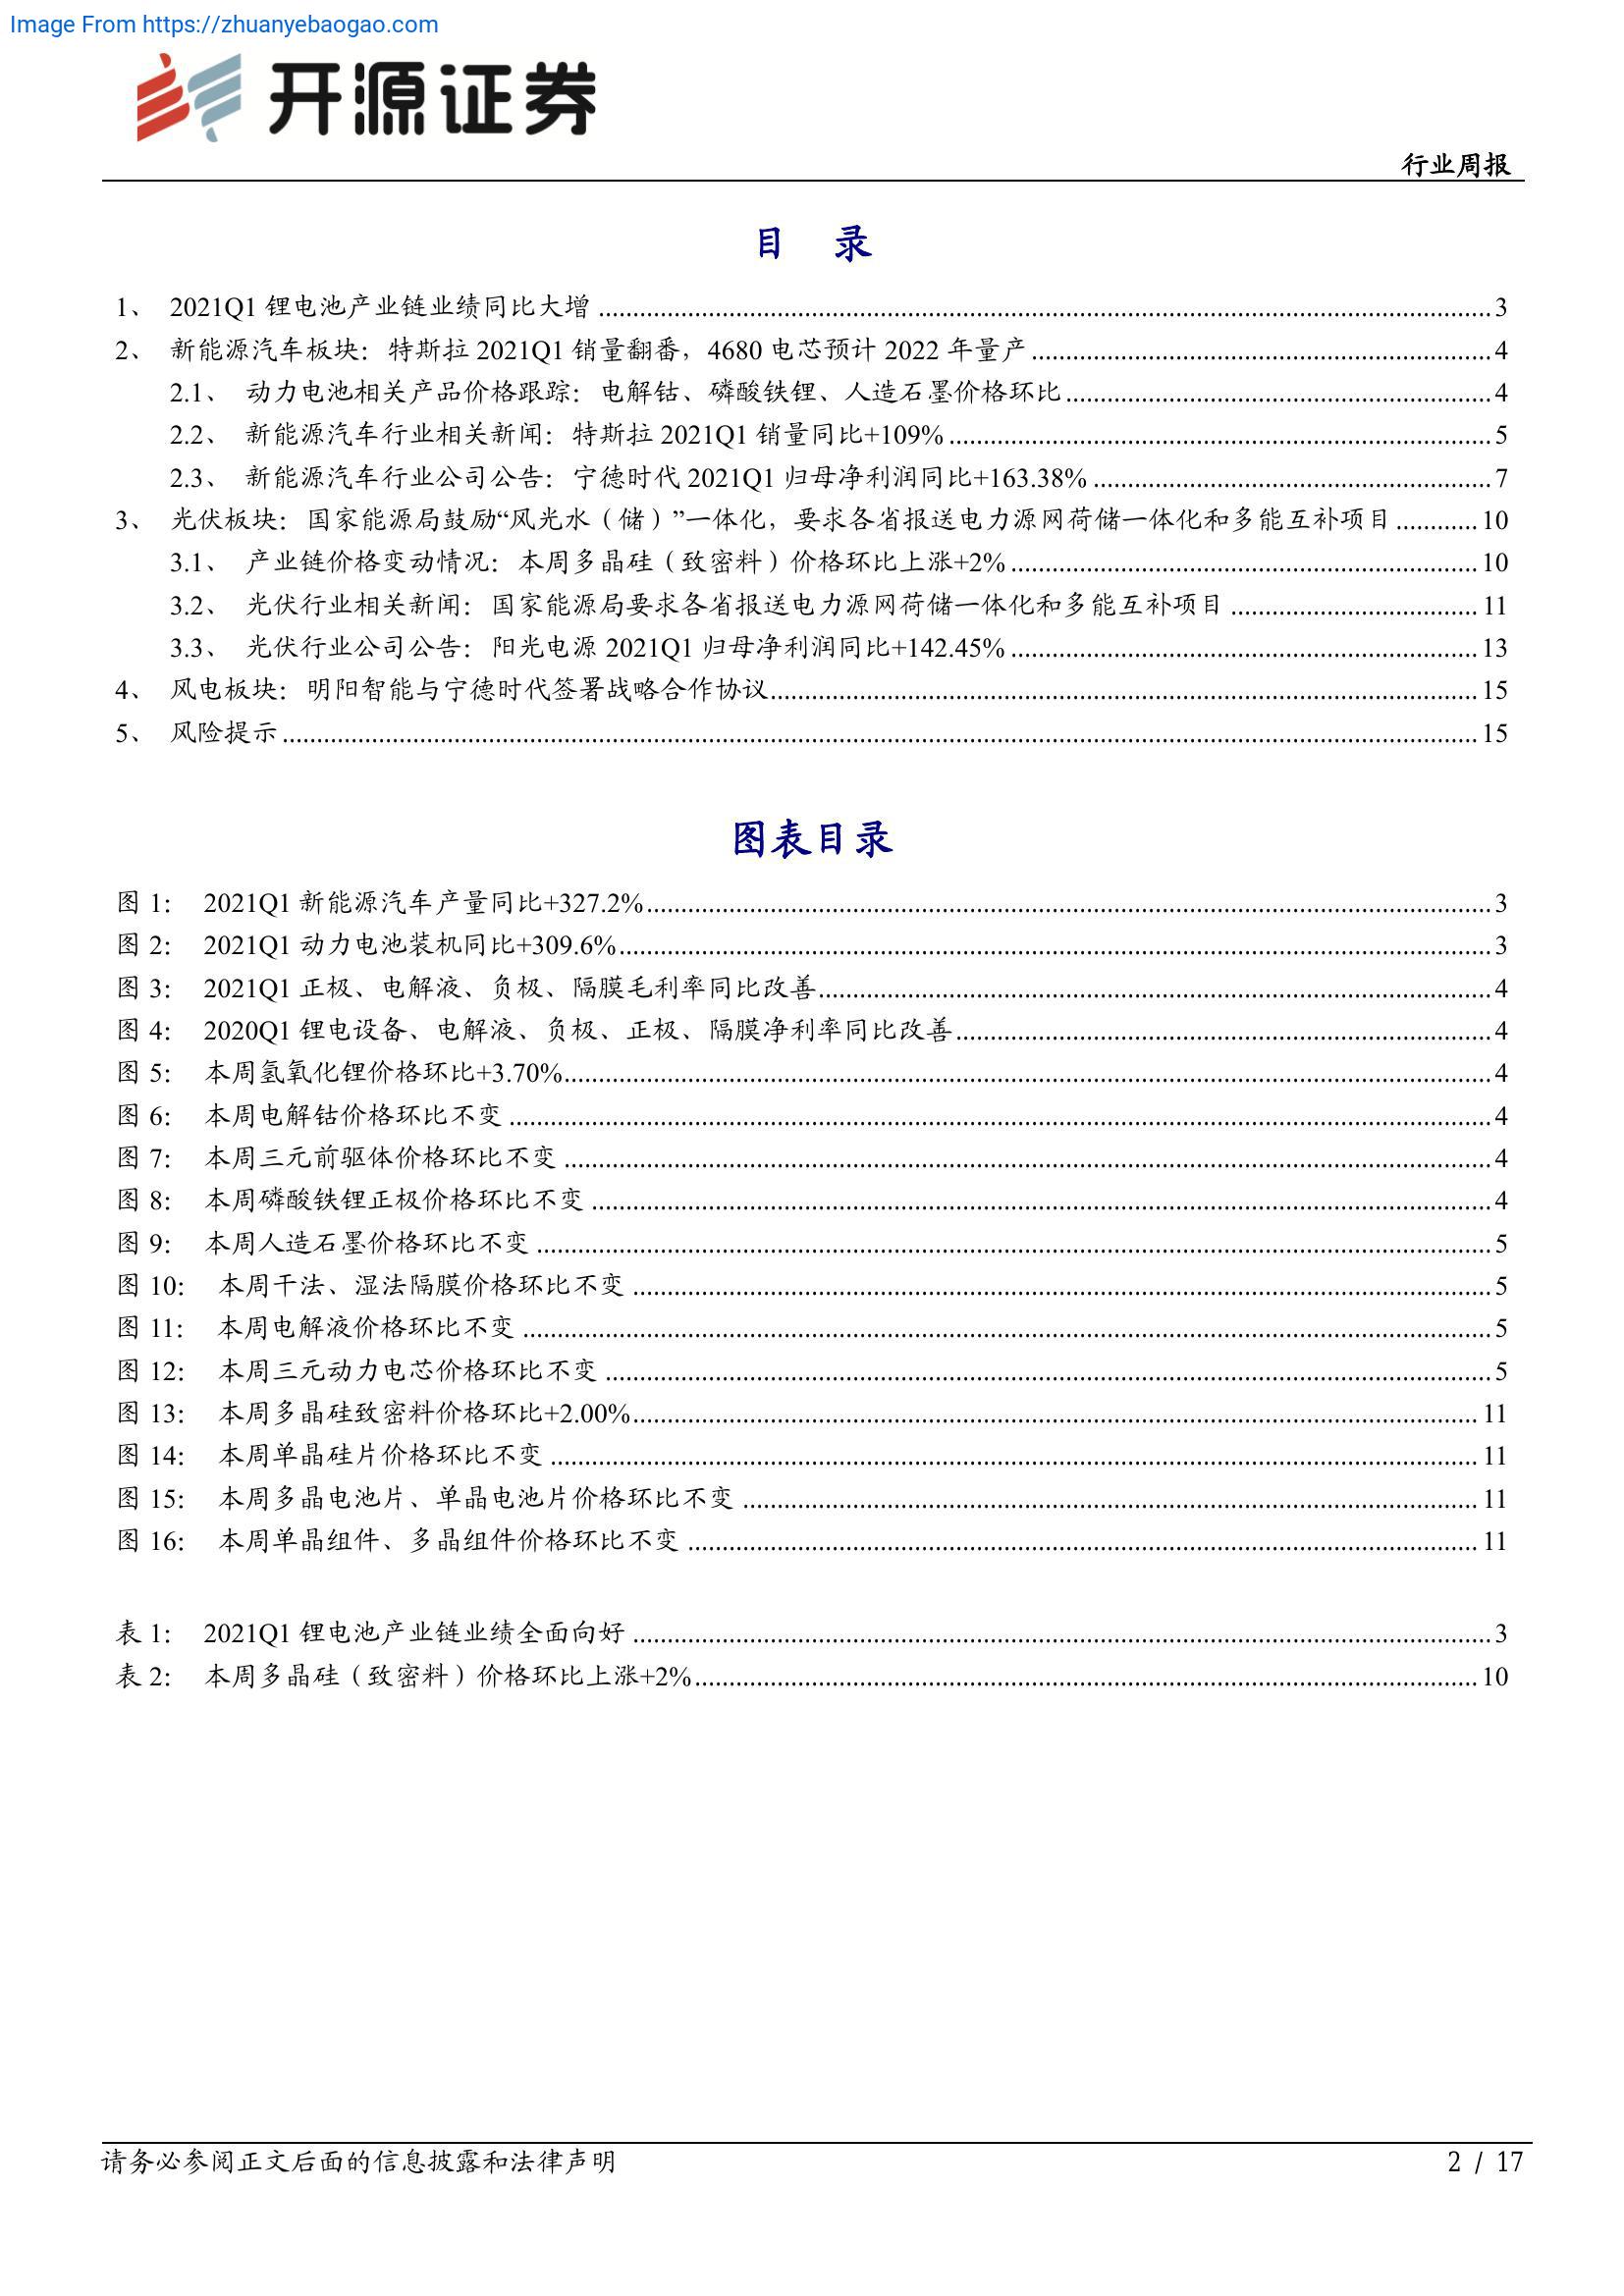 Image From https://zhuanyebaogao.com
开源证券
行业周报
目 录
1、 2021Q1 锂电池产业链业绩同比大增 3
2、 新能源汽车板块：特斯拉 2021Q1 销量翻番，4680 电芯预计 2022 年量产 4
2.1、 动力电池相关产品价格跟踪：电解钴、磷酸铁锂、人造石墨价格环比 4
2.2、 新能源汽车行业相关新闻：特斯拉 2021Q1 销量同比+109% 5
2.3、 新能源汽车行业公司公告：宁德时代 2021Q1 归母净利润同比+163.38% 7
3、 光伏板块：国家能源局鼓励“风光水（储）”一体化，要求各省报送电力源网荷储一体化和多能互补项目 10
3.1、 产业链价格变动情况：本周多晶硅（致密料）价格环比上涨+2% 10
3.2、 光伏行业相关新闻：国家能源局要求各省报送电力源网荷储一体化和多能互补项目 11
3.3、 光伏行业公司公告：阳光电源 2021Q1 归母净利润同比+142.45% 13
4、 风电板块：明阳智能与宁德时代签署战略合作协议 15
5、 风险提示 15
图表目录
图 1： 2021Q1 新能源汽车产量同比+327.2% 3
图 2： 2021Q1 动力电池装机同比+309.6% 3
图 3： 2021Q1 正极、电解液、负极、隔膜毛利率同比改善 4
图 4： 2020Q1 锂电设备、电解液、负极、正极、隔膜净利率同比改善 4
图 5： 本周氢氧化锂价格环比+3.70% 4
图 6： 本周电解钴价格环比不变 4
图 7： 本周三元前驱体价格环比不变 4
图 8： 本周磷酸铁锂正极价格环比不变 4
图 9： 本周人造石墨价格环比不变 5
图 10： 本周干法、湿法隔膜价格环比不变 5
图 11： 本周电解液价格环比不变 5
图 12： 本周三元动力电芯价格环比不变 5
图 13： 本周多晶硅致密料价格环比+2.00% 11
图 14： 本周单晶硅片价格环比不变 11
图 15： 本周多晶电池片、单晶电池片价格环比不变 11
图 16： 本周单晶组件、多晶组件价格环比不变 11
表 1： 2021Q1 锂电池产业链业绩全面向好 3
表 2： 本周多晶硅（致密料）价格环比上涨+2% 10
请务必参阅正文后面的信息披露和法律声明
2 / 17